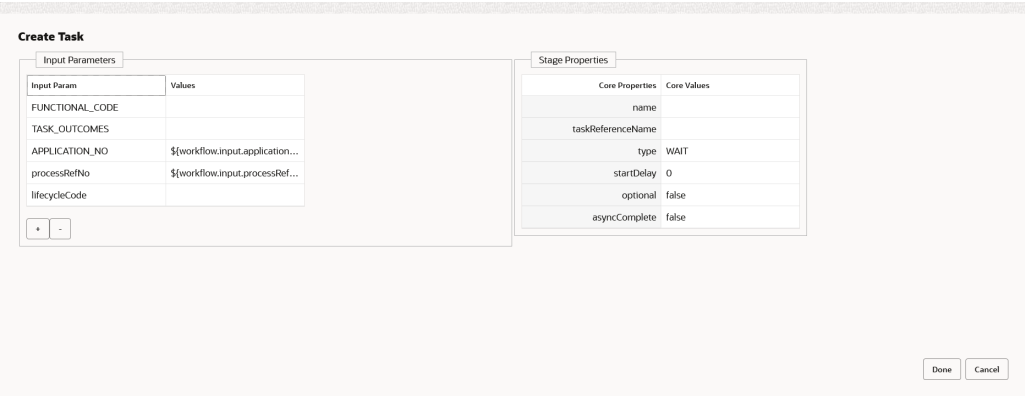 Create Task
Input Parameters
Input Param Values
FUNCTIONAL_CODE
TASK_OUTCOMES
APPLICATION_NO ${workflow.input.application...
processRefNo ${workflow.input.processRef...
lifecycleCode
+ -
Stage Properties
Core Properties Core Values
name
taskReferenceName
type WAIT
startDelay 0
optional false
asyncComplete false
Done Cancel